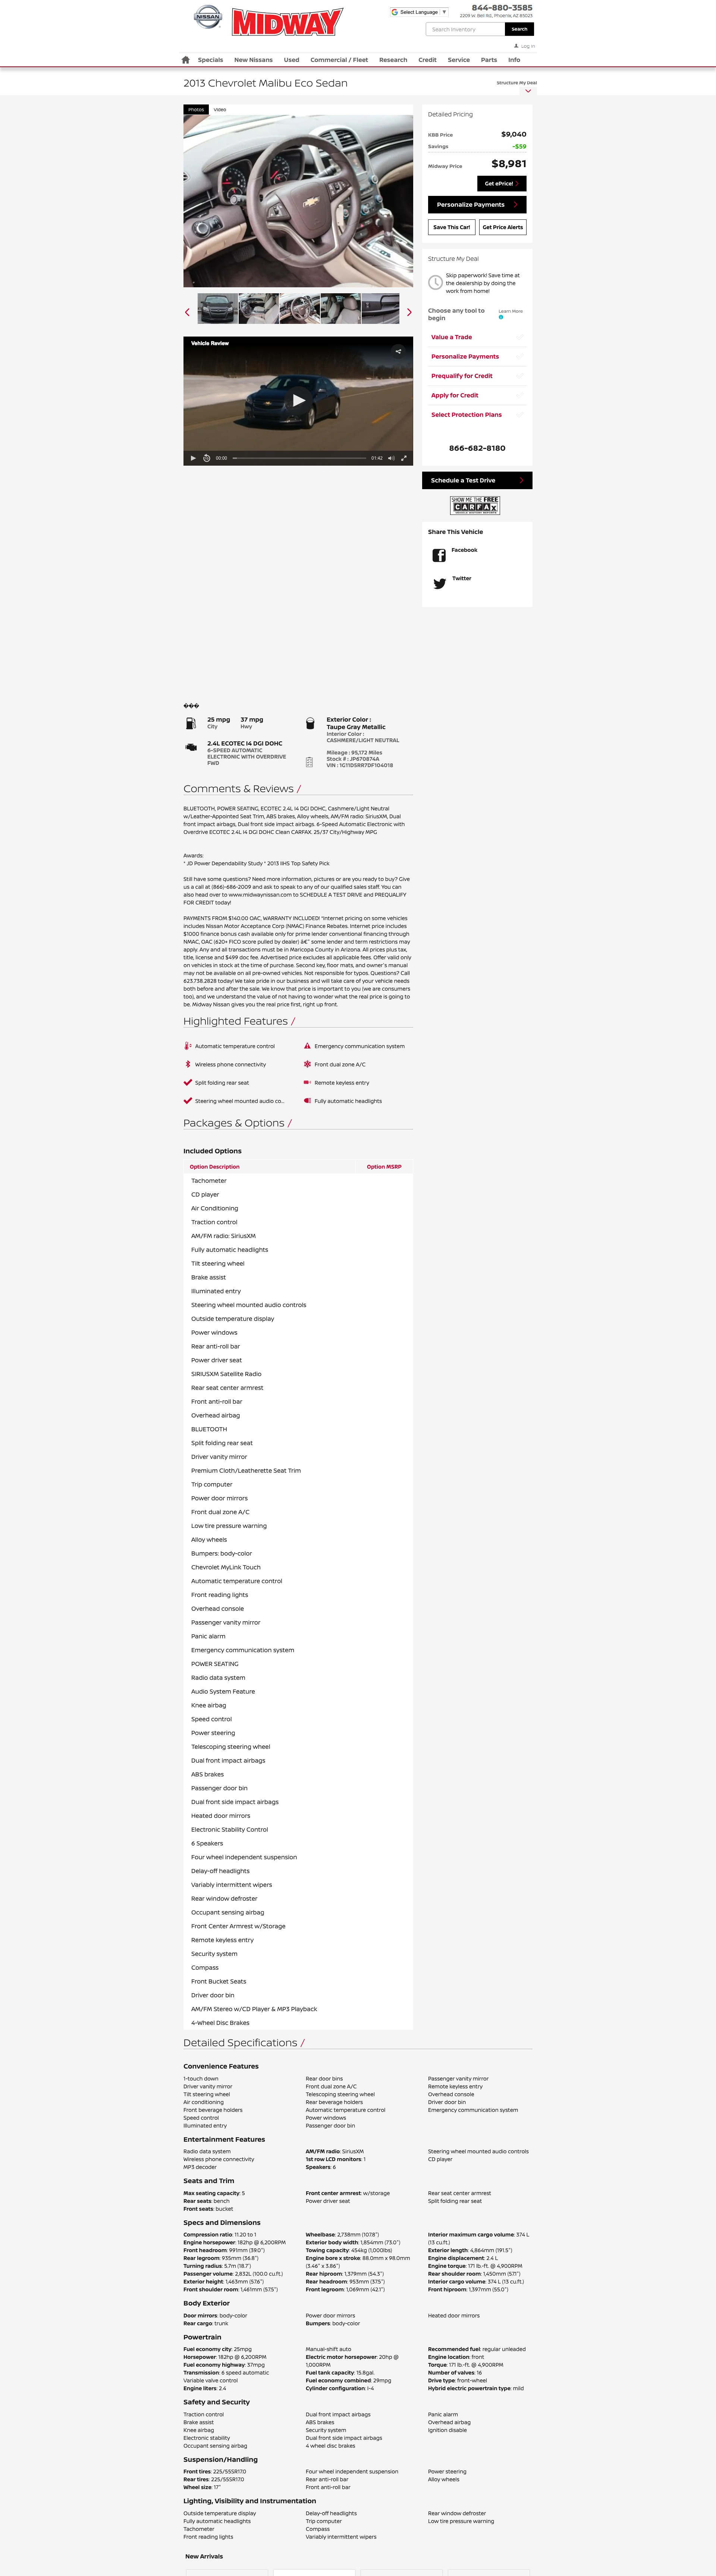 NISSAN
MIDWAY
Select Language ▼
844-880-3585
2209 W. Bell Rd., Phoenix, AZ 85023
Search Inventory
Search
Log In
Specials
New Nissans
Used
Commercial / Fleet
Research
Credit
Service
Parts
Info
2013 Chevrolet Malibu Eco Sedan
Structure My Deal
Photos
Video
Vehicle Review
00:00
01:42
Detailed Pricing
KBB Price $9,040
Savings -$59
Midway Price $8,981
Get ePrice!
Personalize Payments
Save This Car!
Get Price Alerts
Structure My Deal
Skip paperwork! Save time at
the dealership by doing the
work from home!
Choose any tool to
begin
Learn More
Value a Trade
Personalize Payments
Prequalify for Credit
Apply for Credit
Select Protection Plans
866-682-8180
Schedule a Test Drive
SHOW ME THE FREE
CARFAX
Share This Vehicle
Facebook
Twitter
���
25 mpg
City
37 mpg
Hwy
2.4L ECOTEC I4 DGI DOHC
6-SPEED AUTOMATIC
ELECTRONIC WITH OVERDRIVE
FWD
Exterior Color :
Taupe Gray Metallic
Interior Color :
CASHMERE/LIGHT NEUTRAL
Mileage : 95,172 Miles
Stock # : JP670874A
VIN : 1G11D5RR7DF104018
Comments & Reviews /
BLUETOOTH, POWER SEATING, ECOTEC 2.4L I4 DGI DOHC, Cashmere/Light Neutral
w/Leather-Appointed Seat Trim, ABS brakes, Alloy wheels, AM/FM radio: SiriusXM, Dual
front impact airbags, Dual front side impact airbags. 6-Speed Automatic Electronic with
Overdrive ECOTEC 2.4L I4 DGI DOHC Clean CARFAX. 25/37 City/Highway MPG
Awards:
* JD Power Dependability Study * 2013 IIHS Top Safety Pick
Still have some questions? Need more information, pictures or are you ready to buy? Give
us a call at (866)-686-2009 and ask to speak to any of our qualified sales staff. You can
also head over to www.midwaynissan.com to SCHEDULE A TEST DRIVE and PREQUALIFY
FOR CREDIT today!
PAYMENTS FROM $140.00 OAC, WARRANTY INCLUDED! *Internet pricing on some vehicles
includes Nissan Motor Acceptance Corp (NMAC) Finance Rebates. Internet price includes
$1000 finance bonus cash available only for prime lender conventional financing through
NMAC, OAC (620+ FICO score pulled by dealer) â€" some lender and term restrictions may
apply. Any and all transactions must be in Maricopa County in Arizona. All prices plus tax,
title, license and $499 doc fee. Advertised price excludes all applicable fees. Offer valid only
on vehicles in stock at the time of purchase. Second key, floor mats, and owner's manual
may not be available on all pre-owned vehicles. Not responsible for typos. Questions? Call
623.738.2828 today! We take pride in our business and will take care of your vehicle needs
both before and after the sale. We know that price is important to you (we are consumers
too), and we understand the value of not having to wonder what the real price is going to
be. Midway Nissan gives you the real price first, right up front.
Highlighted Features /
Automatic temperature control
Emergency communication system
Wireless phone connectivity
Front dual zone A/C
Split folding rear seat
Remote keyless entry
Steering wheel mounted audio co...
Fully automatic headlights
Packages & Options /
Included Options
Option Description
Option MSRP
Tachometer
CD player
Air Conditioning
Traction control
AM/FM radio: SiriusXM
Fully automatic headlights
Tilt steering wheel
Brake assist
Illuminated entry
Steering wheel mounted audio controls
Outside temperature display
Power windows
Rear anti-roll bar
Power driver seat
SIRIUSXM Satellite Radio
Rear seat center armrest
Front anti-roll bar
Overhead airbag
BLUETOOTH
Split folding rear seat
Driver vanity mirror
Premium Cloth/Leatherette Seat Trim
Trip computer
Power door mirrors
Front dual zone A/C
Low tire pressure warning
Alloy wheels
Bumpers: body-color
Chevrolet MyLink Touch
Automatic temperature control
Front reading lights
Overhead console
Passenger vanity mirror
Panic alarm
Emergency communication system
POWER SEATING
Radio data system
Audio System Feature
Knee airbag
Speed control
Power steering
Telescoping steering wheel
Dual front impact airbags
ABS brakes
Passenger door bin
Dual front side impact airbags
Heated door mirrors
Electronic Stability Control
6 Speakers
Four wheel independent suspension
Delay-off headlights
Variably intermittent wipers
Rear window defroster
Occupant sensing airbag
Front Center Armrest w/Storage
Remote keyless entry
Security system
Compass
Front Bucket Seats
Driver door bin
AM/FM Stereo w/CD Player & MP3 Playback
4-Wheel Disc Brakes
Detailed Specifications /
Convenience Features
1-touch down
Driver vanity mirror
Tilt steering wheel
Air conditioning
Front beverage holders
Speed control
Illuminated entry
Rear door bins
Front dual zone A/C
Telescoping steering wheel
Rear beverage holders
Automatic temperature control
Power windows
Passenger door bin
Passenger vanity mirror
Remote keyless entry
Overhead console
Driver door bin
Emergency communication system
Entertainment Features
Radio data system
Wireless phone connectivity
MP3 decoder
AM/FM radio: SiriusXM
1st row LCD monitors: 1
Speakers: 6
Steering wheel mounted audio controls
CD player
Seats and Trim
Max seating capacity: 5
Rear seats: bench
Front seats: bucket
Front center armrest: w/storage
Power driver seat
Rear seat center armrest
Split folding rear seat
Specs and Dimensions
Compression ratio: 11.20 to 1
Engine horsepower: 182hp @ 6,200RPM
Front headroom: 991mm (39.0")
Rear legroom: 935mm (36.8")
Turning radius: 5.7m (18.7')
Passenger volume: 2,832L (100.0 cu.ft.)
Exterior height: 1,463mm (57.6")
Front shoulder room: 1,461mm (57.5")
Wheelbase: 2,738mm (107.8")
Exterior body width: 1,854mm (73.0")
Towing capacity: 454kg (1,000lbs)
Engine bore x stroke: 88.0mm x 98.0mm
(3.46" x 3.86")
Rear hiproom: 1,379mm (54.3")
Rear headroom: 953mm (37.5")
Front legroom: 1,069mm (42.1")
Interior maximum cargo volume: 374 L
(13 cu.ft.)
Exterior length: 4,864mm (191.5")
Engine displacement: 2.4 L
Engine torque: 171 lb.-ft. @ 4,900RPM
Rear shoulder room: 1,450mm (57.1")
Interior cargo volume: 374 L (13 cu.ft.)
Front hiproom: 1,397mm (55.0")
Body Exterior
Door mirrors: body-color
Rear cargo: trunk
Power door mirrors
Bumpers: body-color
Heated door mirrors
Powertrain
Fuel economy city: 25mpg
Horsepower: 182hp @ 6,200RPM
Fuel economy highway: 37mpg
Transmission: 6 speed automatic
Variable valve control
Engine liters: 2.4
Manual-shift auto
Electric motor horsepower: 20hp @
1,000RPM
Fuel tank capacity: 15.8gal.
Fuel economy combined: 29mpg
Cylinder configuration: I-4
Recommended fuel: regular unleaded
Engine location: front
Torque: 171 lb.-ft. @ 4,900RPM
Number of valves: 16
Drive type: front-wheel
Hybrid electric powertrain type: mild
Safety and Security
Traction control
Brake assist
Knee airbag
Electronic stability
Occupant sensing airbag
Dual front impact airbags
ABS brakes
Security system
Dual front side impact airbags
4 wheel disc brakes
Panic alarm
Overhead airbag
Ignition disable
Suspension/Handling
Front tires: 225/55SR17.0
Rear tires: 225/55SR17.0
Wheel size: 17"
Four wheel independent suspension
Rear anti-roll bar
Front anti-roll bar
Power steering
Alloy wheels
Lighting, Visibility and Instrumentation
Outside temperature display
Fully automatic headlights
Tachometer
Front reading lights
Delay-off headlights
Trip computer
Compass
Variably intermittent wipers
Rear window defroster
Low tire pressure warning
New Arrivals